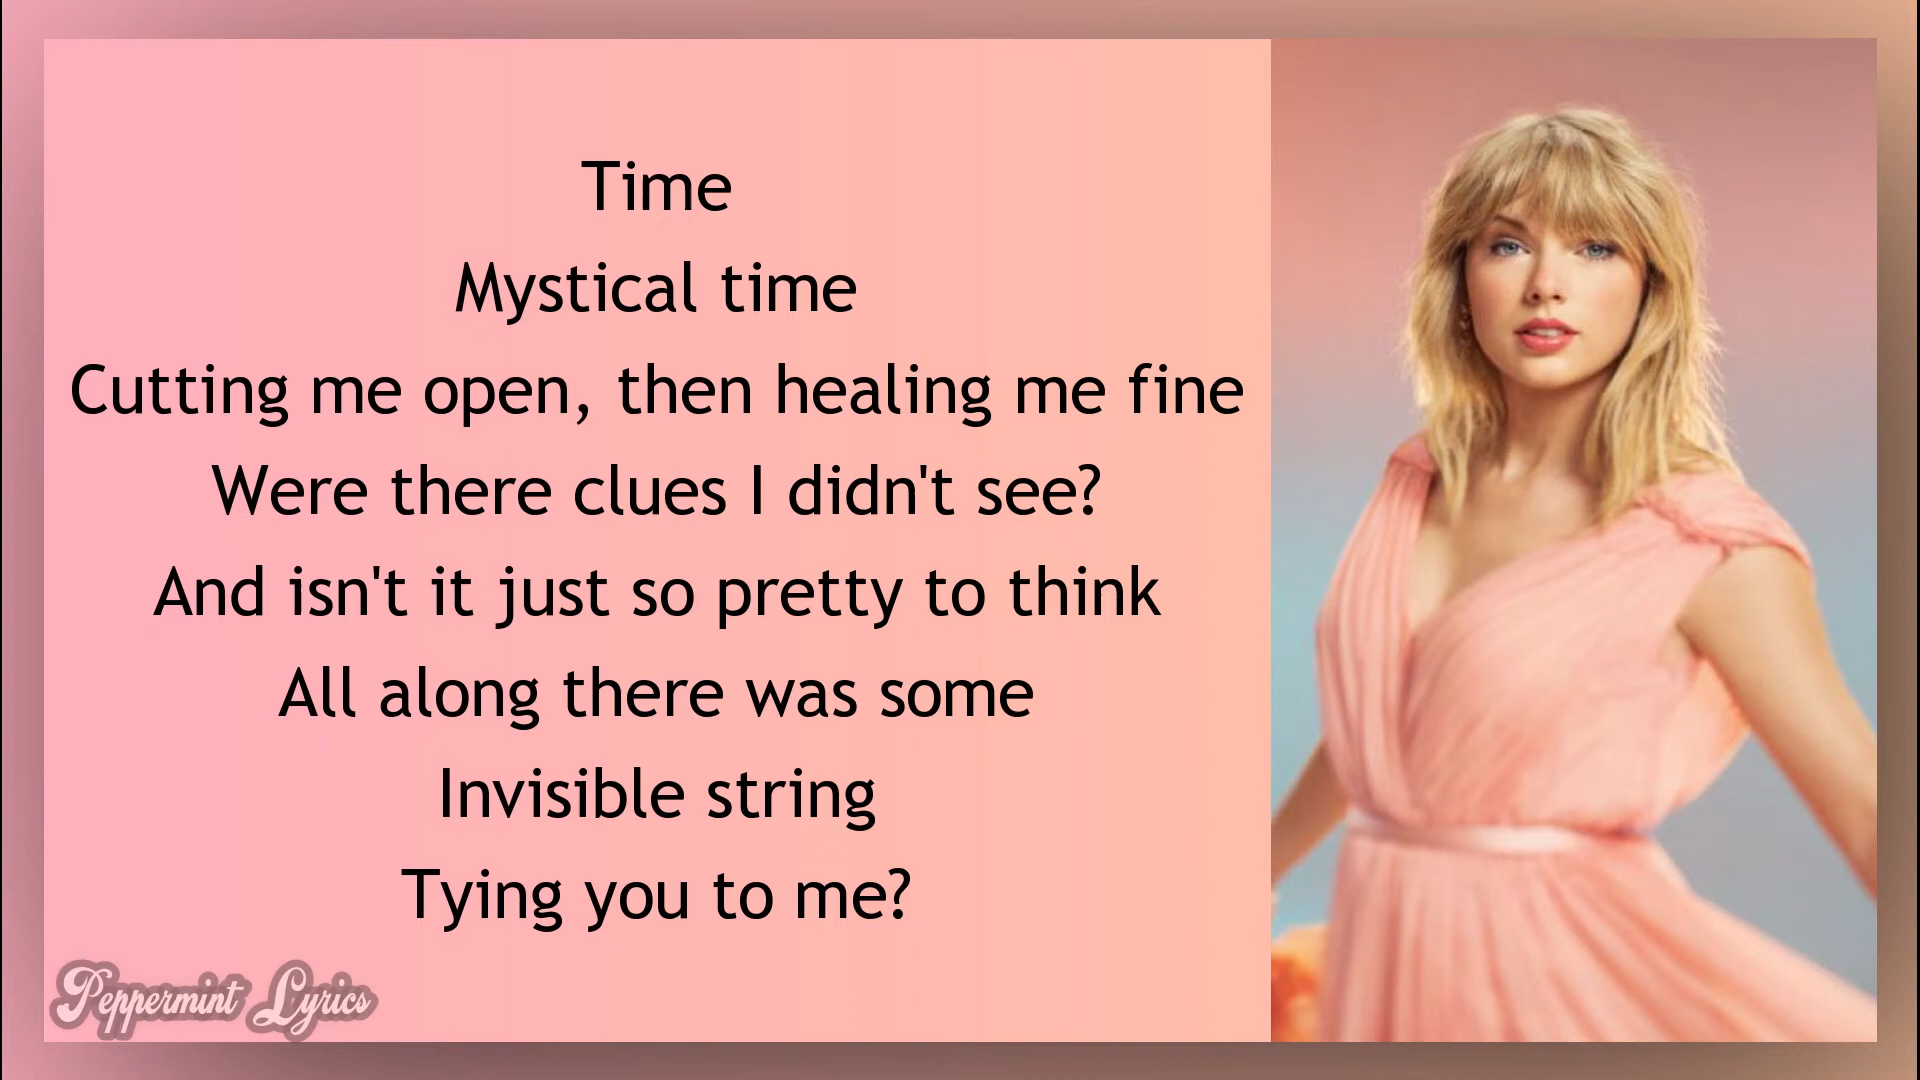 Time
Mystical time
Cutting me open, then healing me fine
Were there clues I didn't see?
And isn't it just so pretty to think
All along there was some
Invisible string
Tying you to me?
Peppermint Lyrics